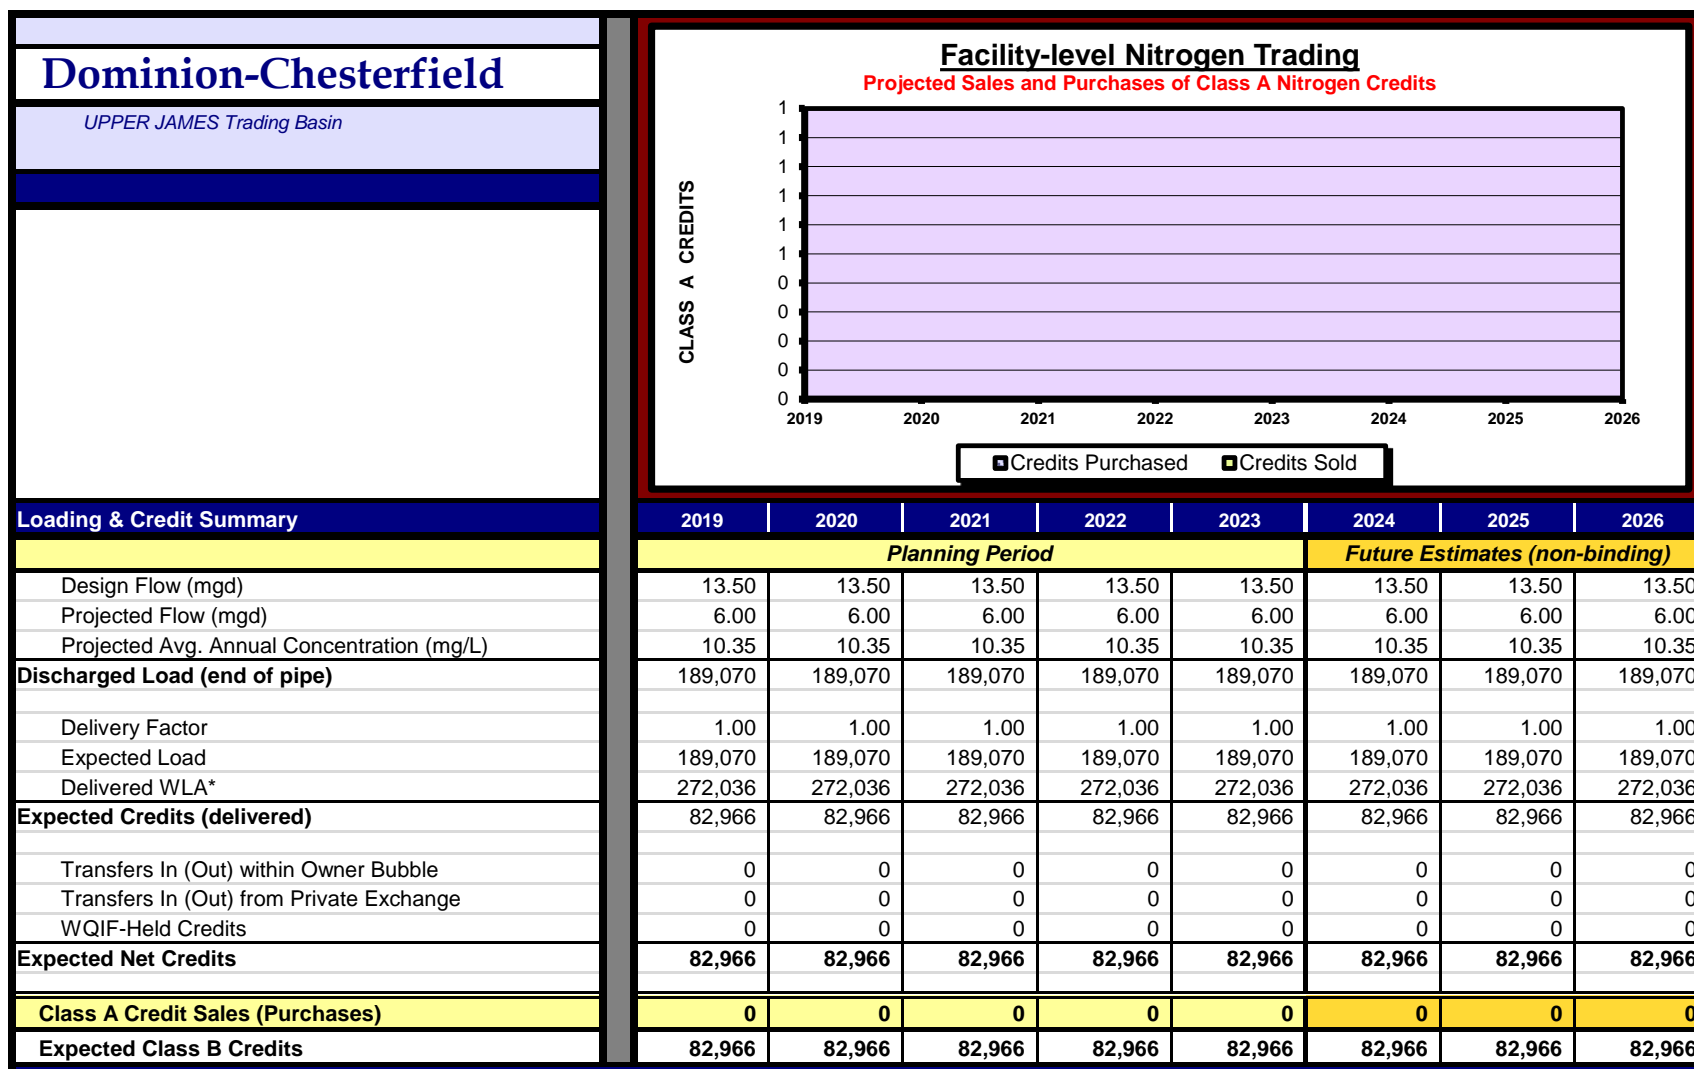 Dominion-Chesterfield
UPPER JAMES Trading Basin
Facility-level Nitrogen Trading
Projected Sales and Purchases of Class A Nitrogen Credits
CLASS A CREDITS
1
1
1
1
1
1
0
0
0
0
0
2019 2020 2021 2022 2023 2024 2025 2026
Credits Purchased Credits Sold
Loading & Credit Summary 2019 2020 2021 2022 2023 2024 2025 2026
Planning Period Future Estimates (non-binding)
Design Flow (mgd) 13.50 13.50 13.50 13.50 13.50 13.50 13.50 13.50
Projected Flow (mgd) 6.00 6.00 6.00 6.00 6.00 6.00 6.00 6.00
Projected Avg. Annual Concentration (mg/L) 10.35 10.35 10.35 10.35 10.35 10.35 10.35 10.35
Discharged Load (end of pipe) 189,070 189,070 189,070 189,070 189,070 189,070 189,070 189,070
Delivery Factor 1.00 1.00 1.00 1.00 1.00 1.00 1.00 1.00
Expected Load 189,070 189,070 189,070 189,070 189,070 189,070 189,070 189,070
Delivered WLA* 272,036 272,036 272,036 272,036 272,036 272,036 272,036 272,036
Expected Credits (delivered) 82,966 82,966 82,966 82,966 82,966 82,966 82,966 82,966
Transfers In (Out) within Owner Bubble 0 0 0 0 0 0 0 0
Transfers In (Out) from Private Exchange 0 0 0 0 0 0 0 0
WQIF-Held Credits 0 0 0 0 0 0 0 0
Expected Net Credits 82,966 82,966 82,966 82,966 82,966 82,966 82,966 82,966
Class A Credit Sales (Purchases) 0 0 0 0 0 0 0 0
Expected Class B Credits 82,966 82,966 82,966 82,966 82,966 82,966 82,966 82,966